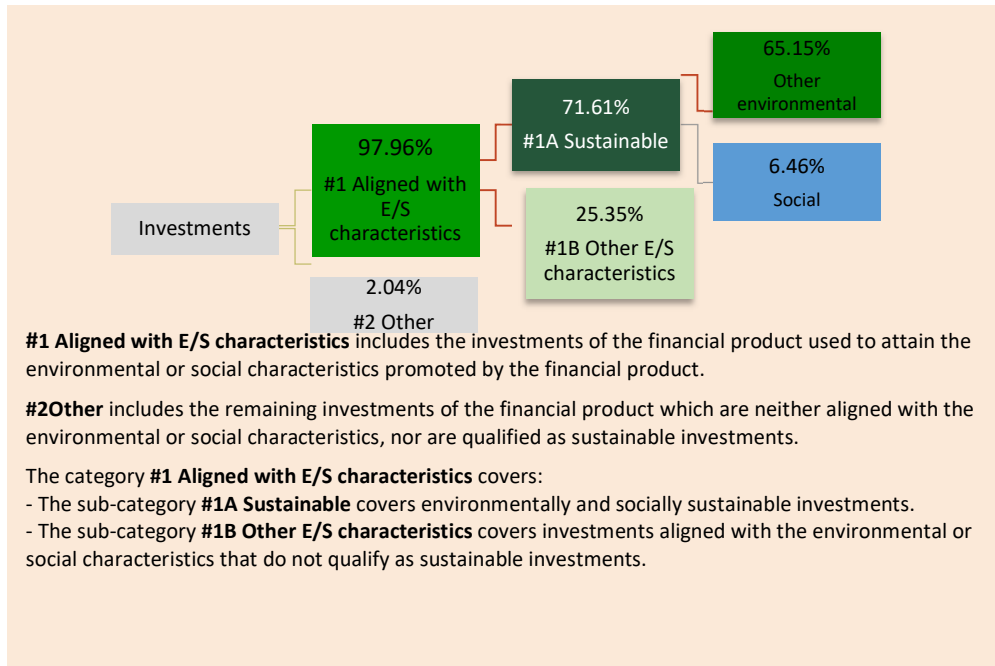 65.15%
Other
environmental
71.61%
#1A Sustainable
97.96%
#1 Aligned with
E/S
characteristics
6.46%
Social
Investments
25.35%
#1B Other E/S
characteristics
2.04%
#2 Other
#1 Aligned with E/S characteristics includes the investments of the financial product used to attain the
environmental or social characteristics promoted by the financial product.
#2Other includes the remaining investments of the financial product which are neither aligned with the
environmental or social characteristics, nor are qualified as sustainable investments.
The category #1 Aligned with E/S characteristics covers:
- The sub-category #1A Sustainable covers environmentally and socially sustainable investments.
- The sub-category #1B Other E/S characteristics covers investments aligned with the environmental or
social characteristics that do not qualify as sustainable investments.